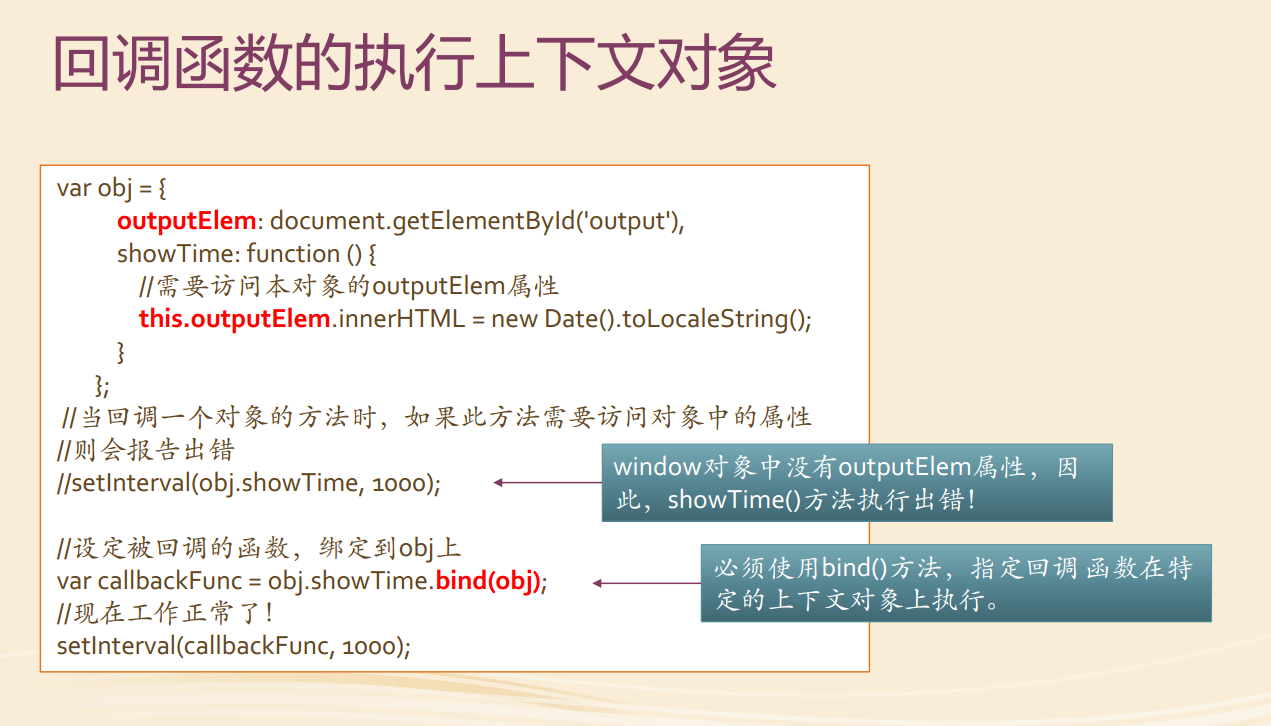 回调函数的执行上下文对象
var obj = {
outputElem: document.getElementById('output'),
showTime: function () {
//需要访问本对象的outputElem属性
this.outputElem.innerHTML = new Date().toLocaleString();
}
};
//当回调一个对象的方法时，如果此方法需要访问对象中的属性
//则会报告出错
//setInterval(obj.showTime, 1000);
window对象中没有outputElem属性，因
此，showTime()方法执行出错！
//设定被回调的函数，绑定到obj上
var callbackFunc = obj.showTime.bind(obj);
//现在工作正常了！
setInterval(callbackFunc, 1000);
必须使用bind()方法，指定回调函数在特
定的上下文对象上执行。